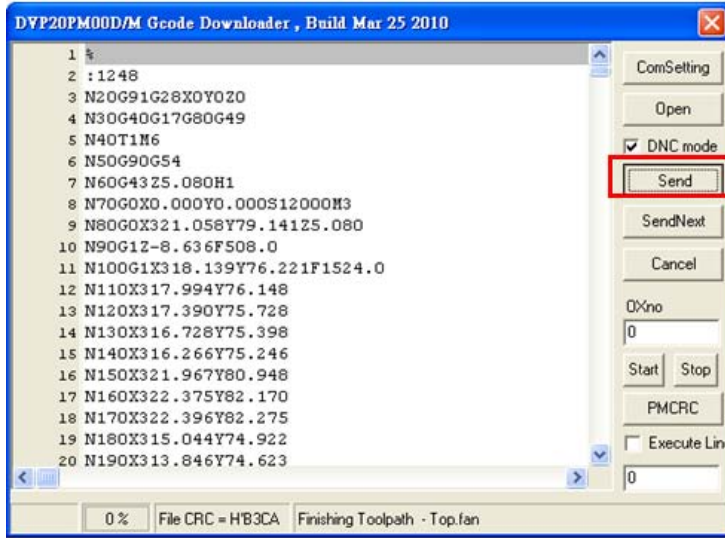 DVP20PM00D/M Gcode Downloader , Build Mar 25 2010
1 %
2 :1248
3 N20G91G28X0Y0Z0
4 N30G40G17G80G49
5 N40T1M6
6 N50G90G54
7 N60G43Z5.080H1
8 N70G0X0.000Y0.000S12000M3
9 N80G0X321.058Y79.141Z5.080
10 N90G1Z-8.636F508.0
11 N100G1X318.139Y76.221F1524.0
12 N110X317.994Y76.148
13 N120X317.390Y75.728
14 N130X316.728Y75.398
15 N140X316.266Y75.246
16 N150X321.967Y80.948
17 N160X322.375Y82.170
18 N170X322.396Y82.275
19 N180X315.044Y74.922
20 N190X313.846Y74.623
ComSetting
Open
DNC mode
Send
SendNext
Cancel
OXno
0
Start Stop
PMCRC
Execute Lin
0
0 % File CRC = H'B3CA Finishing Toolpath - Top.fan